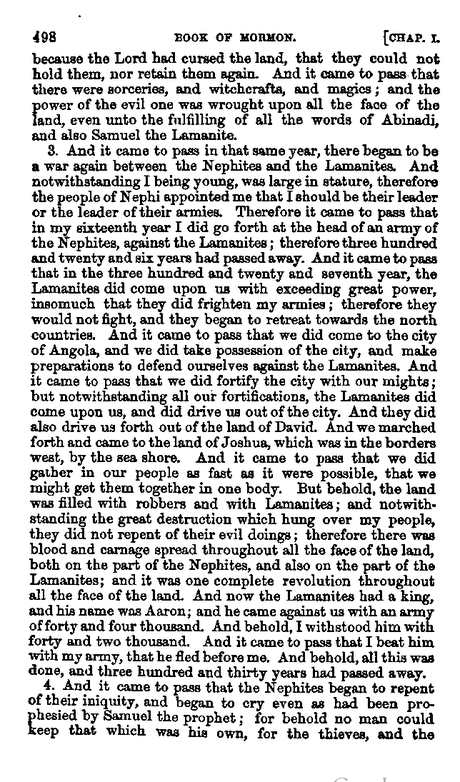 498 BOOK OF MORMON. [CHAP. I.
because the Lord had cursed the land, that they could not
hold them, nor retain them again. And it came to pass that
there were sorceries, and witchcrafts, and magics; and the
power of the evil one was wrought upon all the face of the
land, even unto the fulfilling of all the words of Abinadi,
and also Samuel the Lamanite.
3. And it came to pass in that same year, there began to be
a war again between the Nephites and the Lamanites. And
notwithstanding I being young, was large in stature, therefore
the people of Nephi appointed me that I should be their leader
or the leader of their armies. Therefore it came to pass that
in my sixteenth year I did go forth at the head of an army of
the Nephites, against the Lamanites; therefore three hundred
and twenty and six years had passed away. And it came to pass
that in the three hundred and twenty and seventh year, the
Lamanites did come upon us with exceeding great power,
insomuch that they did frighten my armies; therefore they
would not fight, and they began to retreat towards the north
countries. And it came to pass that we did come to the city
of Angola, and we did take possession of the city, and make
preparations to defend ourselves against the Lamanites. And
it came to pass that we did fortify the city with our mights;
but notwithstanding all our fortifications, the Lamanites did
come upon us, and did drive us out of the city. And they did
also drive us forth out of the land of David. And we marched
forth and came to the land of Joshua, which was in the borders
west, by the sea shore. And it came to pass that we did
gather in our people as fast as it were possible, that we
might get them together in one body. But behold, the land
was filled with robbers and with Lamanites; and notwith-
standing the great destruction which hung over my people,
they did not repent of their evil doings; therefore there was
blood and carnage spread throughout all the face of the land,
both on the part of the Nephites, and also on the part of the
Lamanites; and it was one complete revolution throughout
all the face of the land. And now the Lamanites had a king,
and his name was Aaron; and he came against us with an army
of forty and four thousand. And behold, I withstood him with
forty and two thousand. And it came to pass that I beat him
with my army, that he fled before me. And behold, all this was
done, and three hundred and thirty years had passed away.
4. And it came to pass that the Nephites began to repent
of their iniquity, and began to cry even as had been pro-
phesied by Samuel the prophet; for behold no man could
keep that which was his own, for the thieves, and the